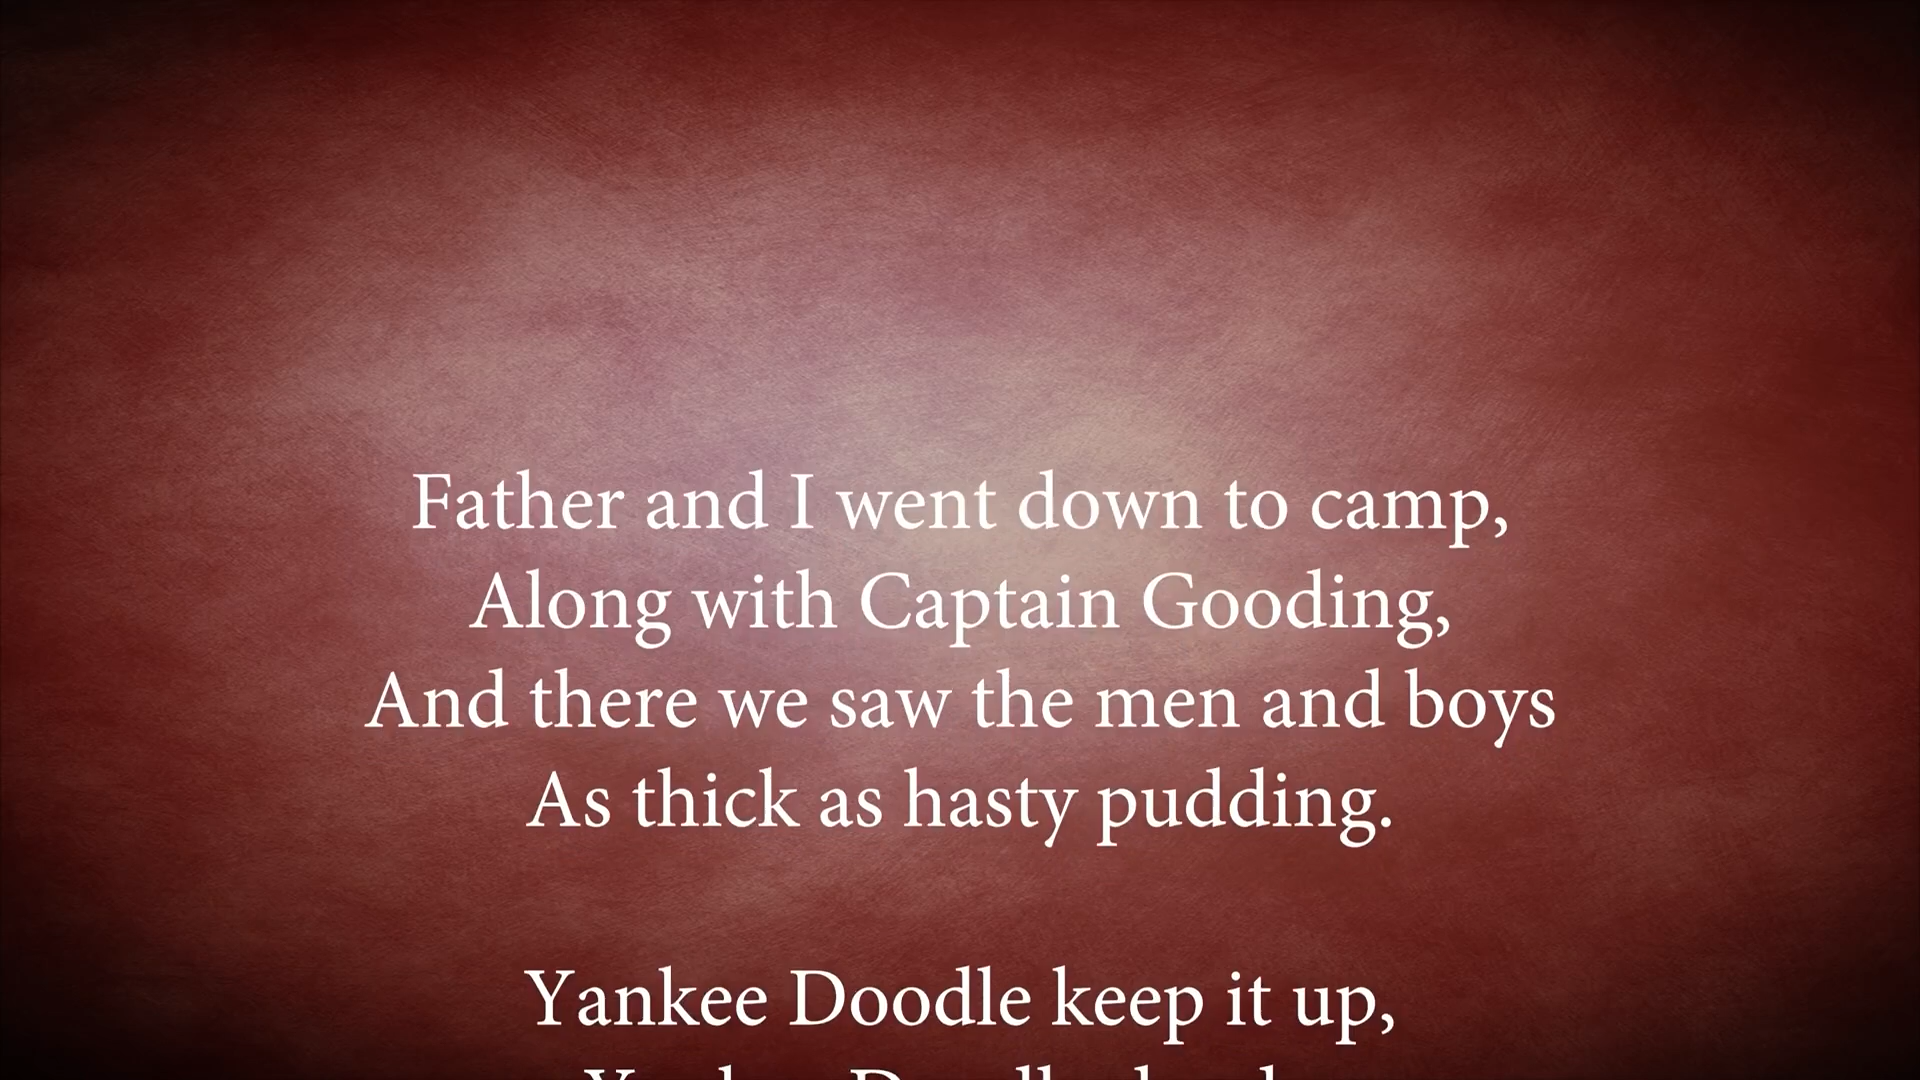 Father and I went down to camp,
Along with Captain Gooding,
And there we saw the men and boys
As thick as hasty pudding.
Yankee Doodle keep it up,